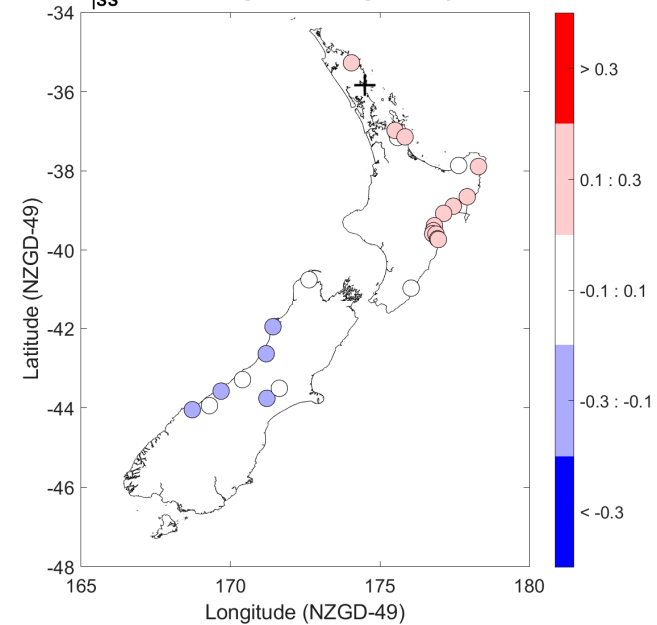 |ss
-34
-36
-38
-40
-42
-44
-46
-48
165
170
175
180
Latitude (NZGD-49)
Longitude (NZGD-49)
> 0.3
0.1 : 0.3
-0.1 : 0.1
-0.3 : -0.1
< -0.3